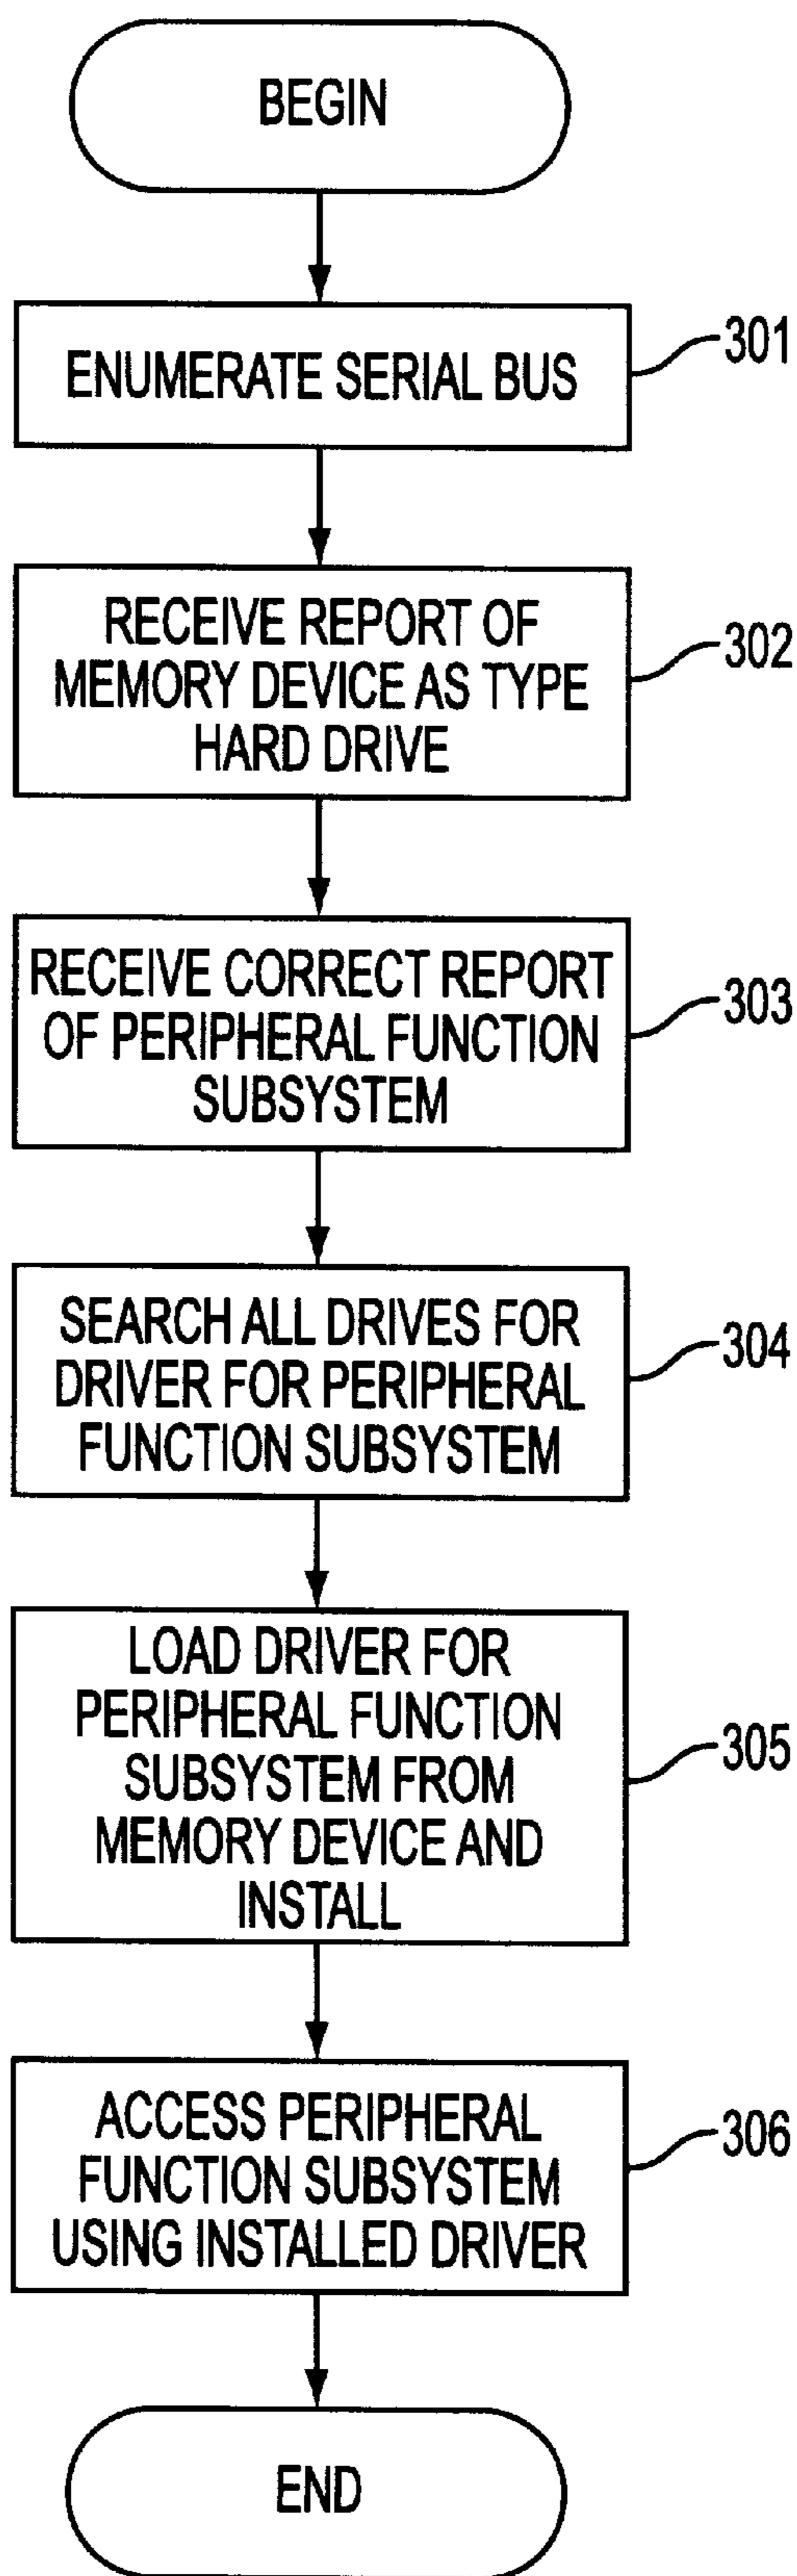 BEGIN
ENUMERATE SERIAL BUS
301
RECEIVE REPORT OF
MEMORY DEVICE AS TYPE
HARD DRIVE
302
RECEIVE CORRECT REPORT
OF PERIPHERAL FUNCTION
SUBSYSTEM
303
SEARCH ALL DRIVES FOR
DRIVER FOR PERIPHERAL
FUNCTION SUBSYSTEM
304
LOAD DRIVER FOR
PERIPHERAL FUNCTION
SUBSYSTEM FROM
MEMORY DEVICE AND
INSTALL
305
ACCESS PERIPHERAL
FUNCTION SUBSYSTEM
USING INSTALLED DRIVER
306
END